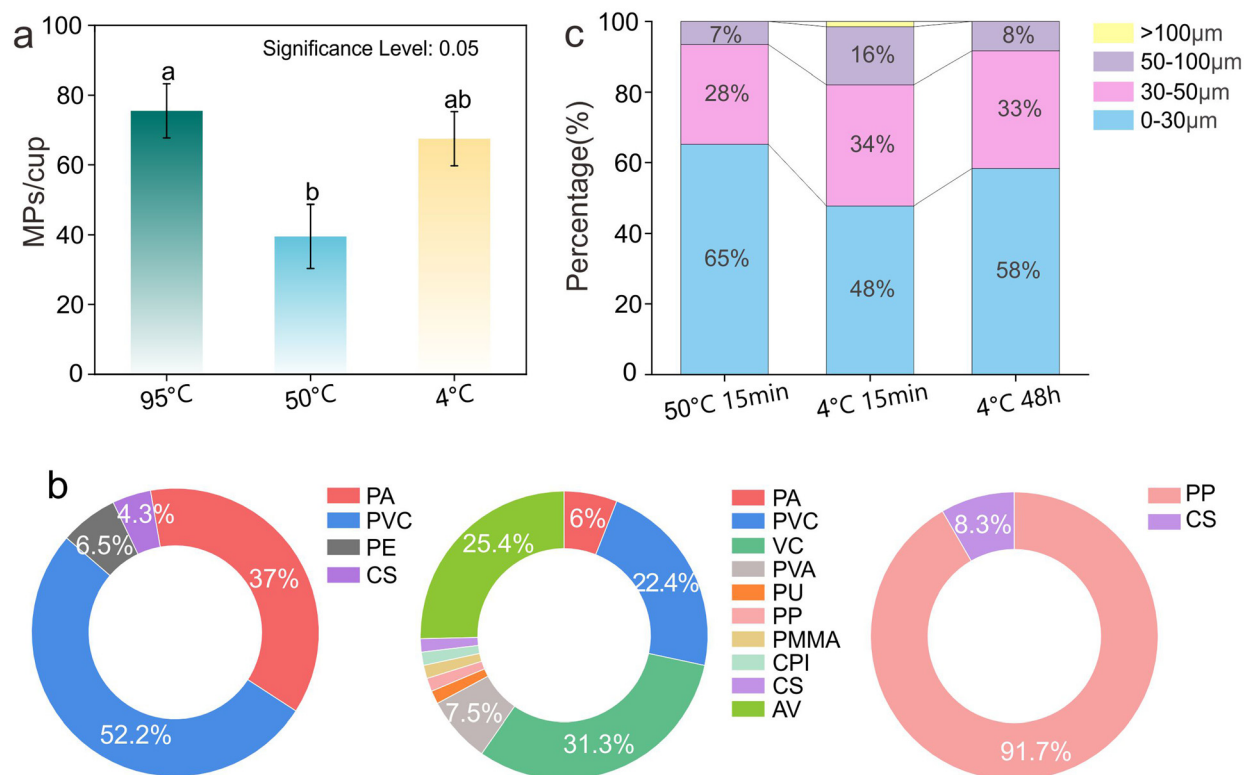 a
Significance Level: 0.05
MPs/cup
100
80
60
40
20
0
a
b
ab
95°C
50°C
4°C
c
Percentage(%)
100
80
60
40
20
0
7%
28%
65%
16%
34%
48%
8%
33%
58%
50°C 15min
4°C 15min
4°C 48h
>100μm
50-100μm
30-50μm
0-30μm
b
4.3%
6.5%
37%
52.2%
PA
PVC
PE
CS
25.4%
6%
22.4%
7.5%
31.3%
PA
PVC
VC
PVA
PU
PP
PMMA
CPI
CS
AV
8.3%
91.7%
PP
CS